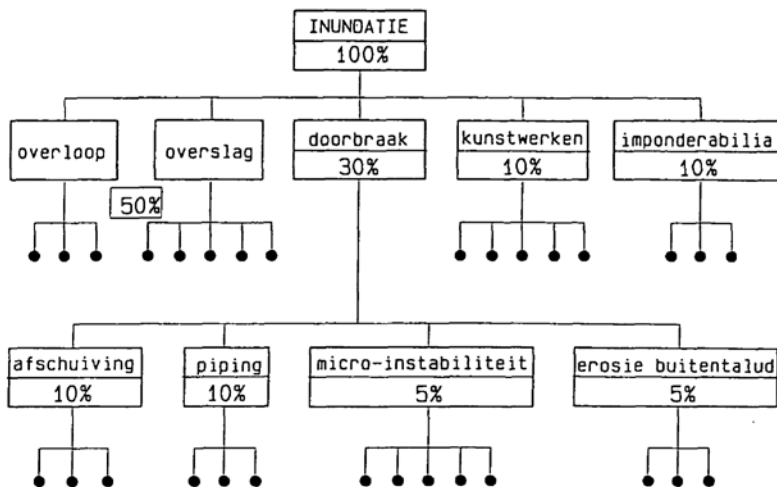 INUNDATIE
100%
overloop
overslag
doorbraak
30%
kunstwerken
10%
imponderabilia
10%
50%
afschuiving
10%
piping
10%
micro-instabiliteit
5%
erosie buitentalud
5%